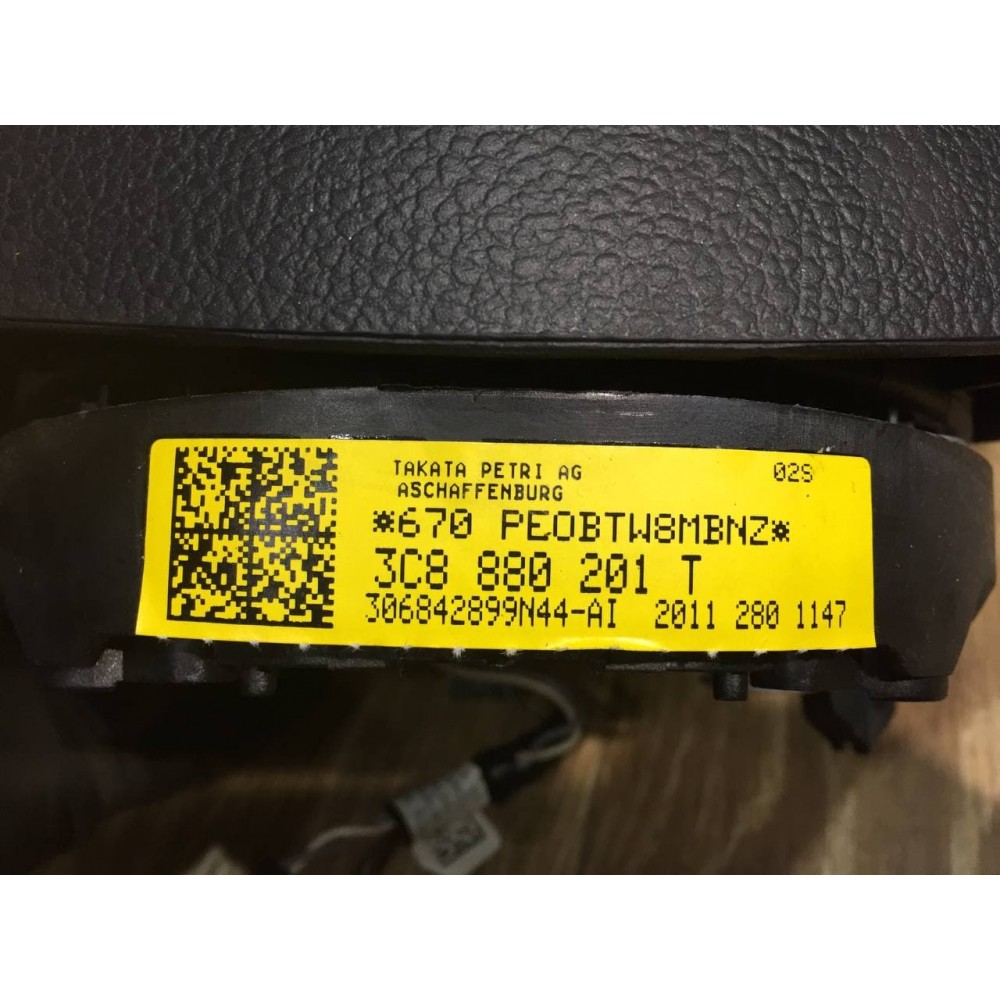 TAKATA PETRI AG 02S
ASCHAFFENBURG
*670 PEOBTW8MBNZ*
3C8 880 201 T
306842899N44-AI 2011 280 1147